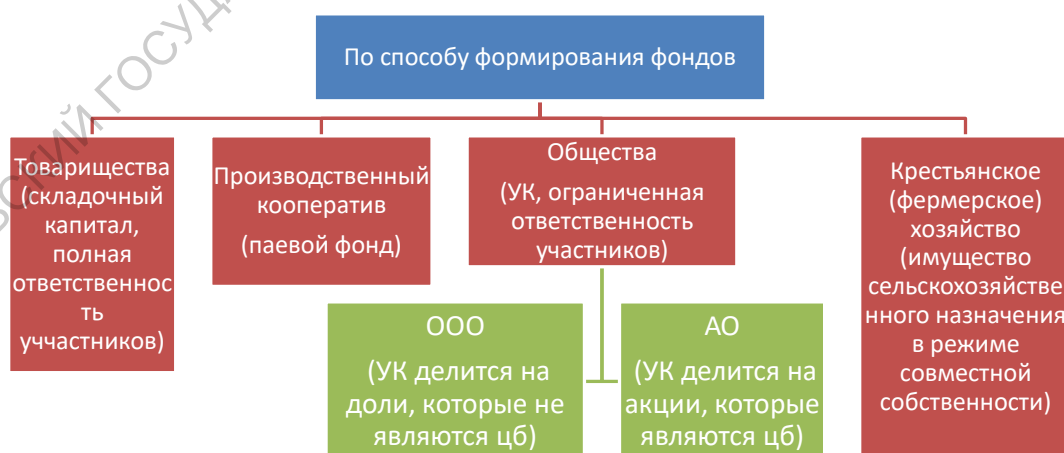 По способу формирования фондов
Товарищества
(складочный
капитал,
полная
ответственнос
ть
уччастников)
Производственный
кооператив
(паевой фонд)
Общества
(УК, ограниченная
ответственность
участников)
Крестьянское
(фермерское)
хозяйство
(имущество
сельскохозяйстве
нного назначения
в режиме
совместной
собственности)
ООО
(УК делится на
доли, которые не
являются цб)
АО
(УК делится на
акции, которые
являются цб)